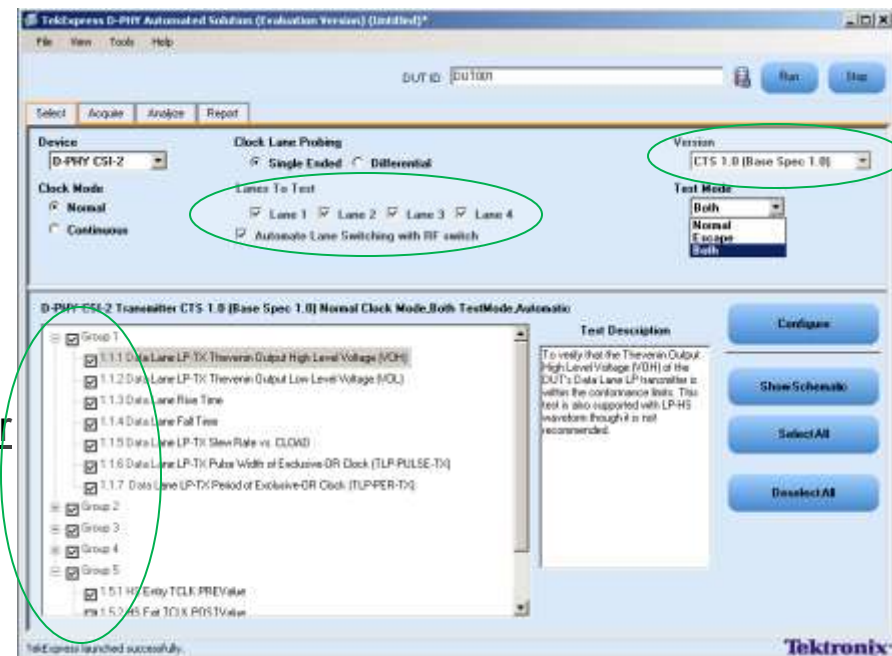 TekExpress D-PHY Automated Solution (Evaluation Version) (Untitled)*
File View Tools Help
DUT ID DUT001 Run Stop
Select Acquire Analyze Report
Device Clock Lane Probing Version
D-PHY CSI-2 Single Ended Differential CTS 1.0 (Base Spec 1.0)
Clock Mode Lanes To Test Test Mode
Normal Lane 1 Lane 2 Lane 3 Lane 4 Both
Continuous Automate Lane Switching with RF switch Normal
Escape
Both
D-PHY CSI-2 Transmitter CTS 1.0 (Base Spec 1.0) Normal Clock Mode,Both TestMode,Automatic
Group 1
1.1.1 Data Lane LP-TX Thevenin Output High Level Voltage (VOH)
1.1.2 Data Lane LP-TX Thevenin Output Low Level Voltage (VOL)
1.1.3 Data Lane Rise Time
1.1.4 Data Lane Fall Time
1.1.5 Data Lane LP-TX Slew Rate vs. CLOAD
1.1.6 Data Lane LP-TX Pulse Width of Exclusive-OR Clock (TLP-PULSE-TX)
1.1.7 Data Lane LP-TX Period of Exclusive-OR Clock (TLP-PER-TX)
Group 2
Group 3
Group 4
Group 5
1.5.1 HS Entry TCLK PREValue
1.5.2 HS Exit TCLK POSTValue
Test Description
To verify that the Thevenin Output
High Level Voltage (VOH) of the
DUT's Data Lane LP transmitter is
within the conformance limits. This
test is also supported with LP-HS
waveform though it is not
recommended.
Configure
Show Schematic
Select All
Deselect All
r
TekExpress launched successfully.
Tektronix